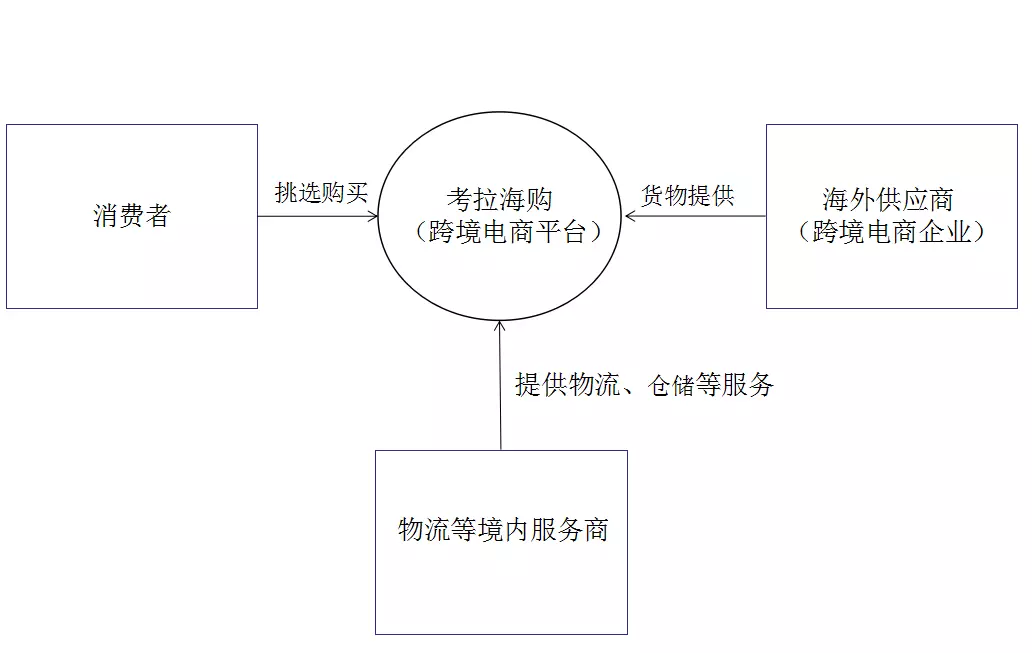 消费者
挑选购买
考拉海购
（跨境电商平台）
货物提供
海外供应商
（跨境电商企业）
提供物流、仓储等服务
物流等境内服务商